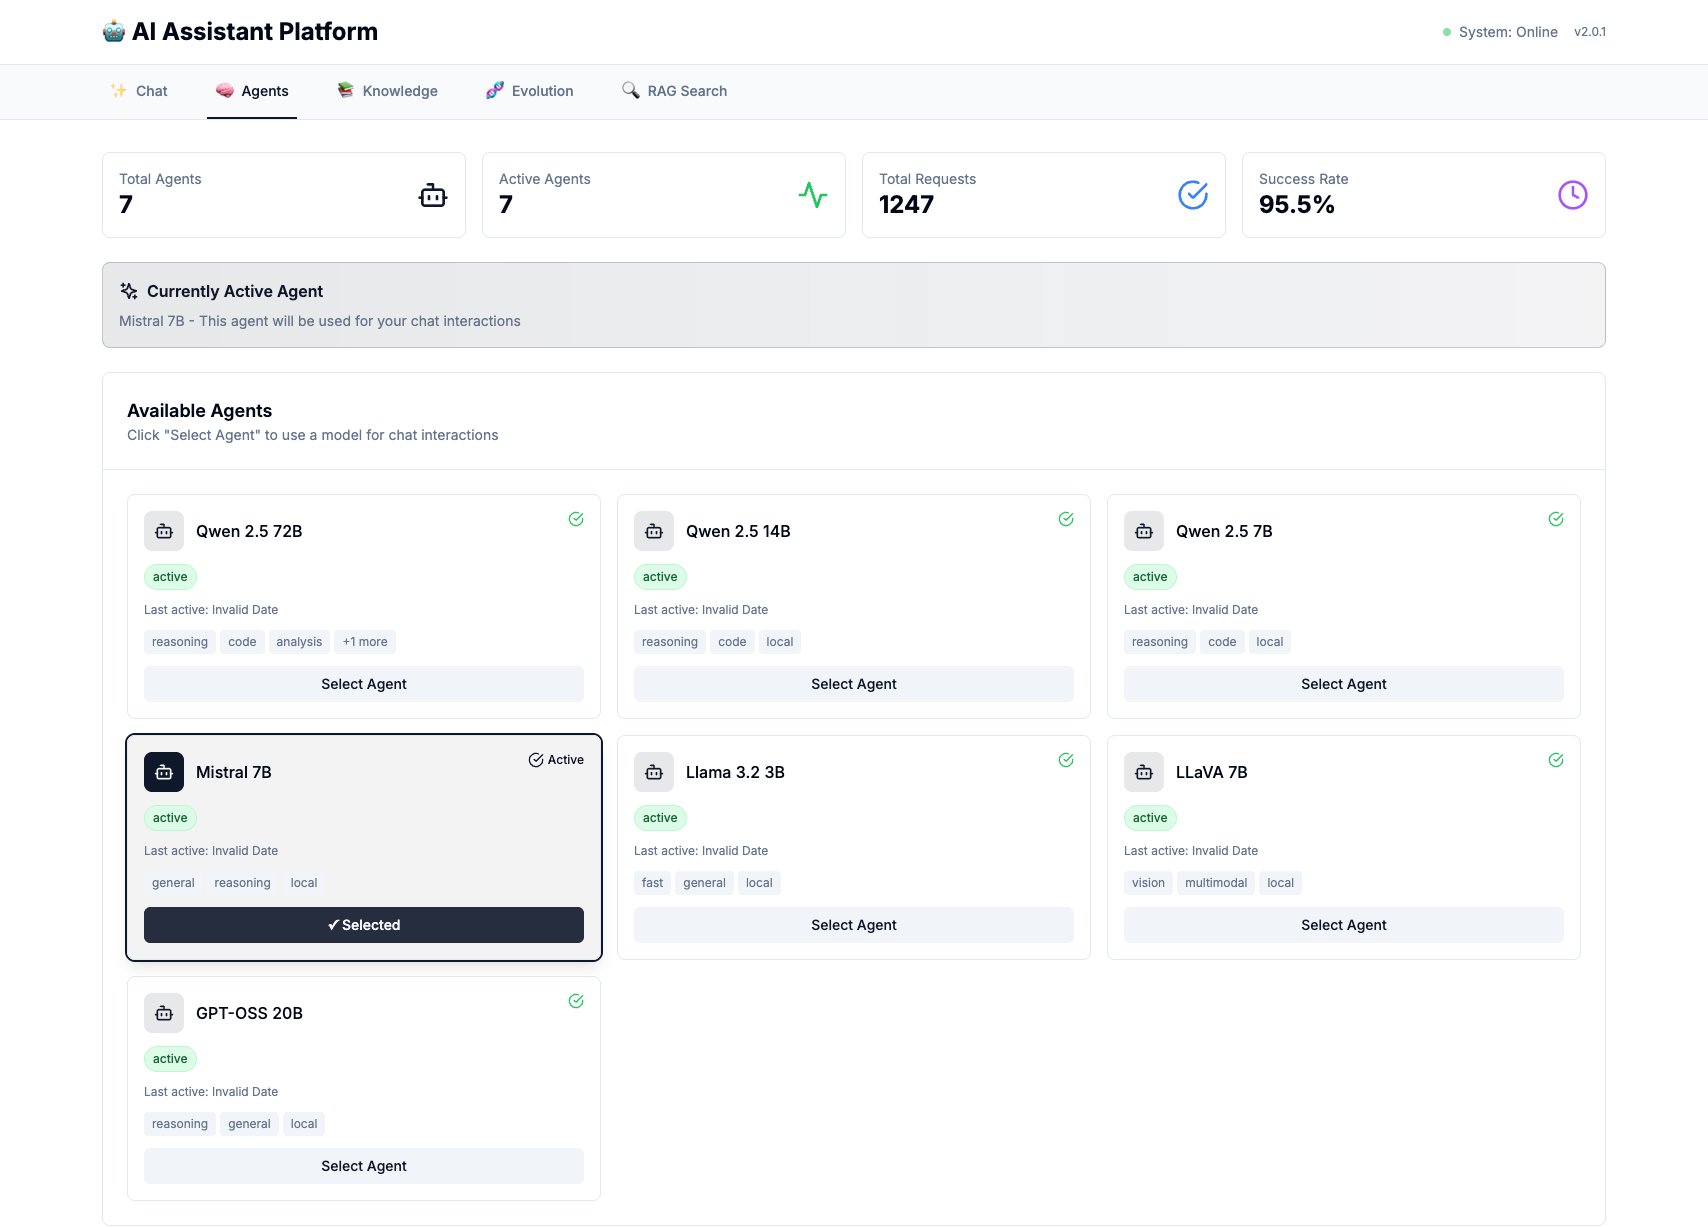 🤖 AI Assistant Platform
System: Online v2.0.1
✨ Chat 🧠 Agents 📚 Knowledge 🧬 Evolution 🔍 RAG Search
Total Agents
7
Active Agents
7
Total Requests
1247
Success Rate
95.5%
Currently Active Agent
Mistral 7B - This agent will be used for your chat interactions
Available Agents
Click "Select Agent" to use a model for chat interactions
Qwen 2.5 72B
active
Last active: Invalid Date
reasoning code analysis +1 more
Select Agent
Qwen 2.5 14B
active
Last active: Invalid Date
reasoning code local
Select Agent
Qwen 2.5 7B
active
Last active: Invalid Date
reasoning code local
Select Agent
Mistral 7B Active
active
Last active: Invalid Date
general reasoning local
✓ Selected
Llama 3.2 3B
active
Last active: Invalid Date
fast general local
Select Agent
LLaVA 7B
active
Last active: Invalid Date
vision multimodal local
Select Agent
GPT-OSS 20B
active
Last active: Invalid Date
reasoning general local
Select Agent